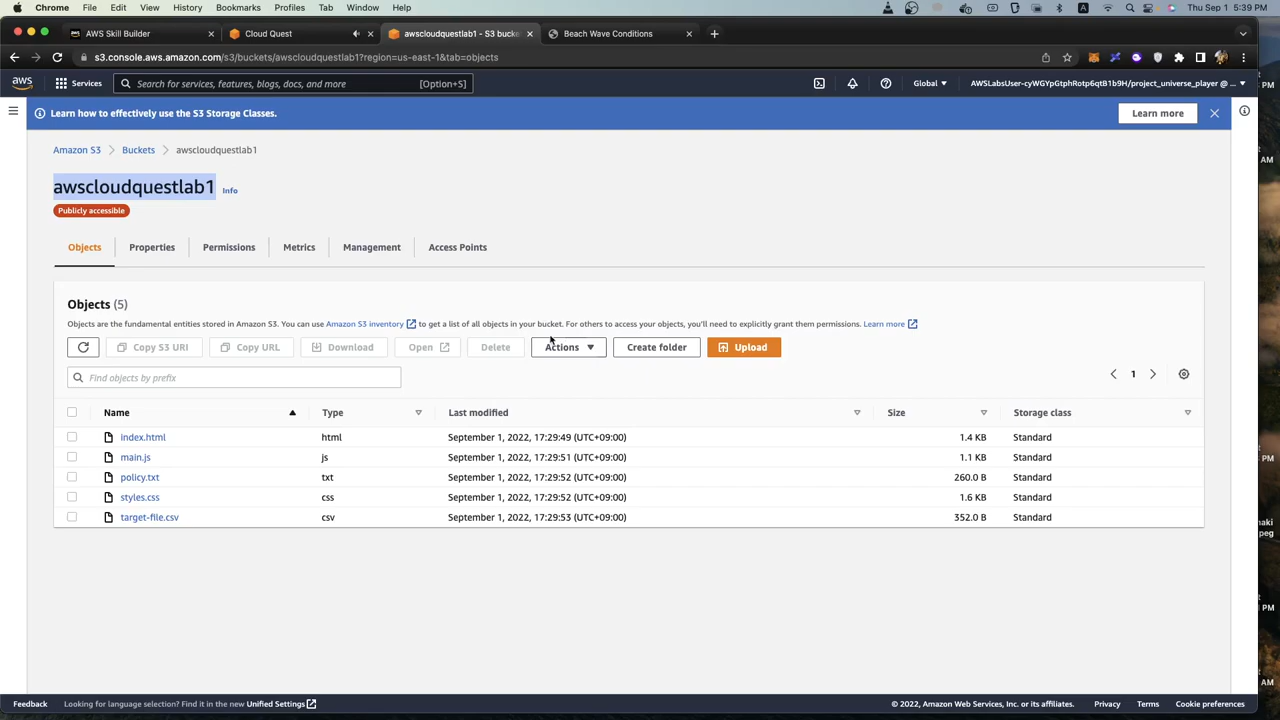 Chrome File Edit View History Bookmarks Profiles Tab Window Help Thu Sep 1 5:39 PM
AWS Skill Builder Cloud Quest awscloudquestlab1 - S3 bucke Beach Wave Conditions
s3.console.aws.amazon.com/s3/buckets/awscloudquestlab1?region=us-east-1&tab=objects
aws Services Search for services, features, blogs, docs, and more [Option+S] Global AWSLabsUser-cyWGYpGtphRotp6qtB1b9H/project_universe_player @ ...
Learn how to effectively use the S3 Storage Classes. Learn more
Amazon S3 Buckets awscloudquestlab1
awscloudquestlab1 Info
Publicly accessible
Objects Properties Permissions Metrics Management Access Points
Objects (5)
Objects are the fundamental entities stored in Amazon S3. You can use Amazon S3 inventory to get a list of all objects in your bucket. For others to access your objects, you'll need to explicitly grant them permissions. Learn more
Copy S3 URI Copy URL Download Open Delete Actions Create folder Upload
Find objects by prefix 1
Name Type Last modified Size Storage class
index.html html September 1, 2022, 17:29:49 (UTC+09:00) 1.4 KB Standard
main.js js September 1, 2022, 17:29:51 (UTC+09:00) 1.1 KB Standard
policy.txt txt September 1, 2022, 17:29:52 (UTC+09:00) 260.0 B Standard
styles.css css September 1, 2022, 17:29:52 (UTC+09:00) 1.6 KB Standard
target-file.csv csv September 1, 2022, 17:29:53 (UTC+09:00) 352.0 B Standard
Feedback Looking for language selection? Find it in the new Unified Settings © 2022, Amazon Web Services, Inc. or its affiliates. Privacy Terms Cookie preferences